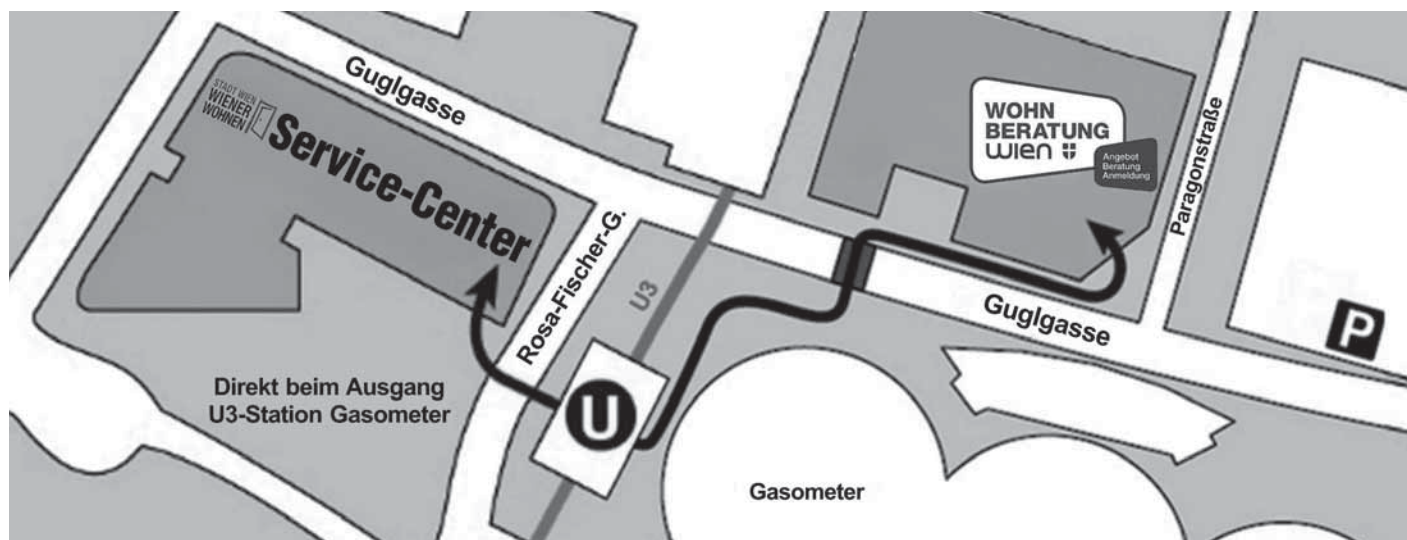 Guglgasse
STADT WIEN
WIENER
WOHNEN
Service-Center
Rosa-Fischer-G.
U3
WOHN
BERATUNG
WIEN
Angebot
Beratung
Anmeldung
Paragonstraße
Guglgasse
P
Direkt beim Ausgang
U3-Station Gasometer
U
Gasometer